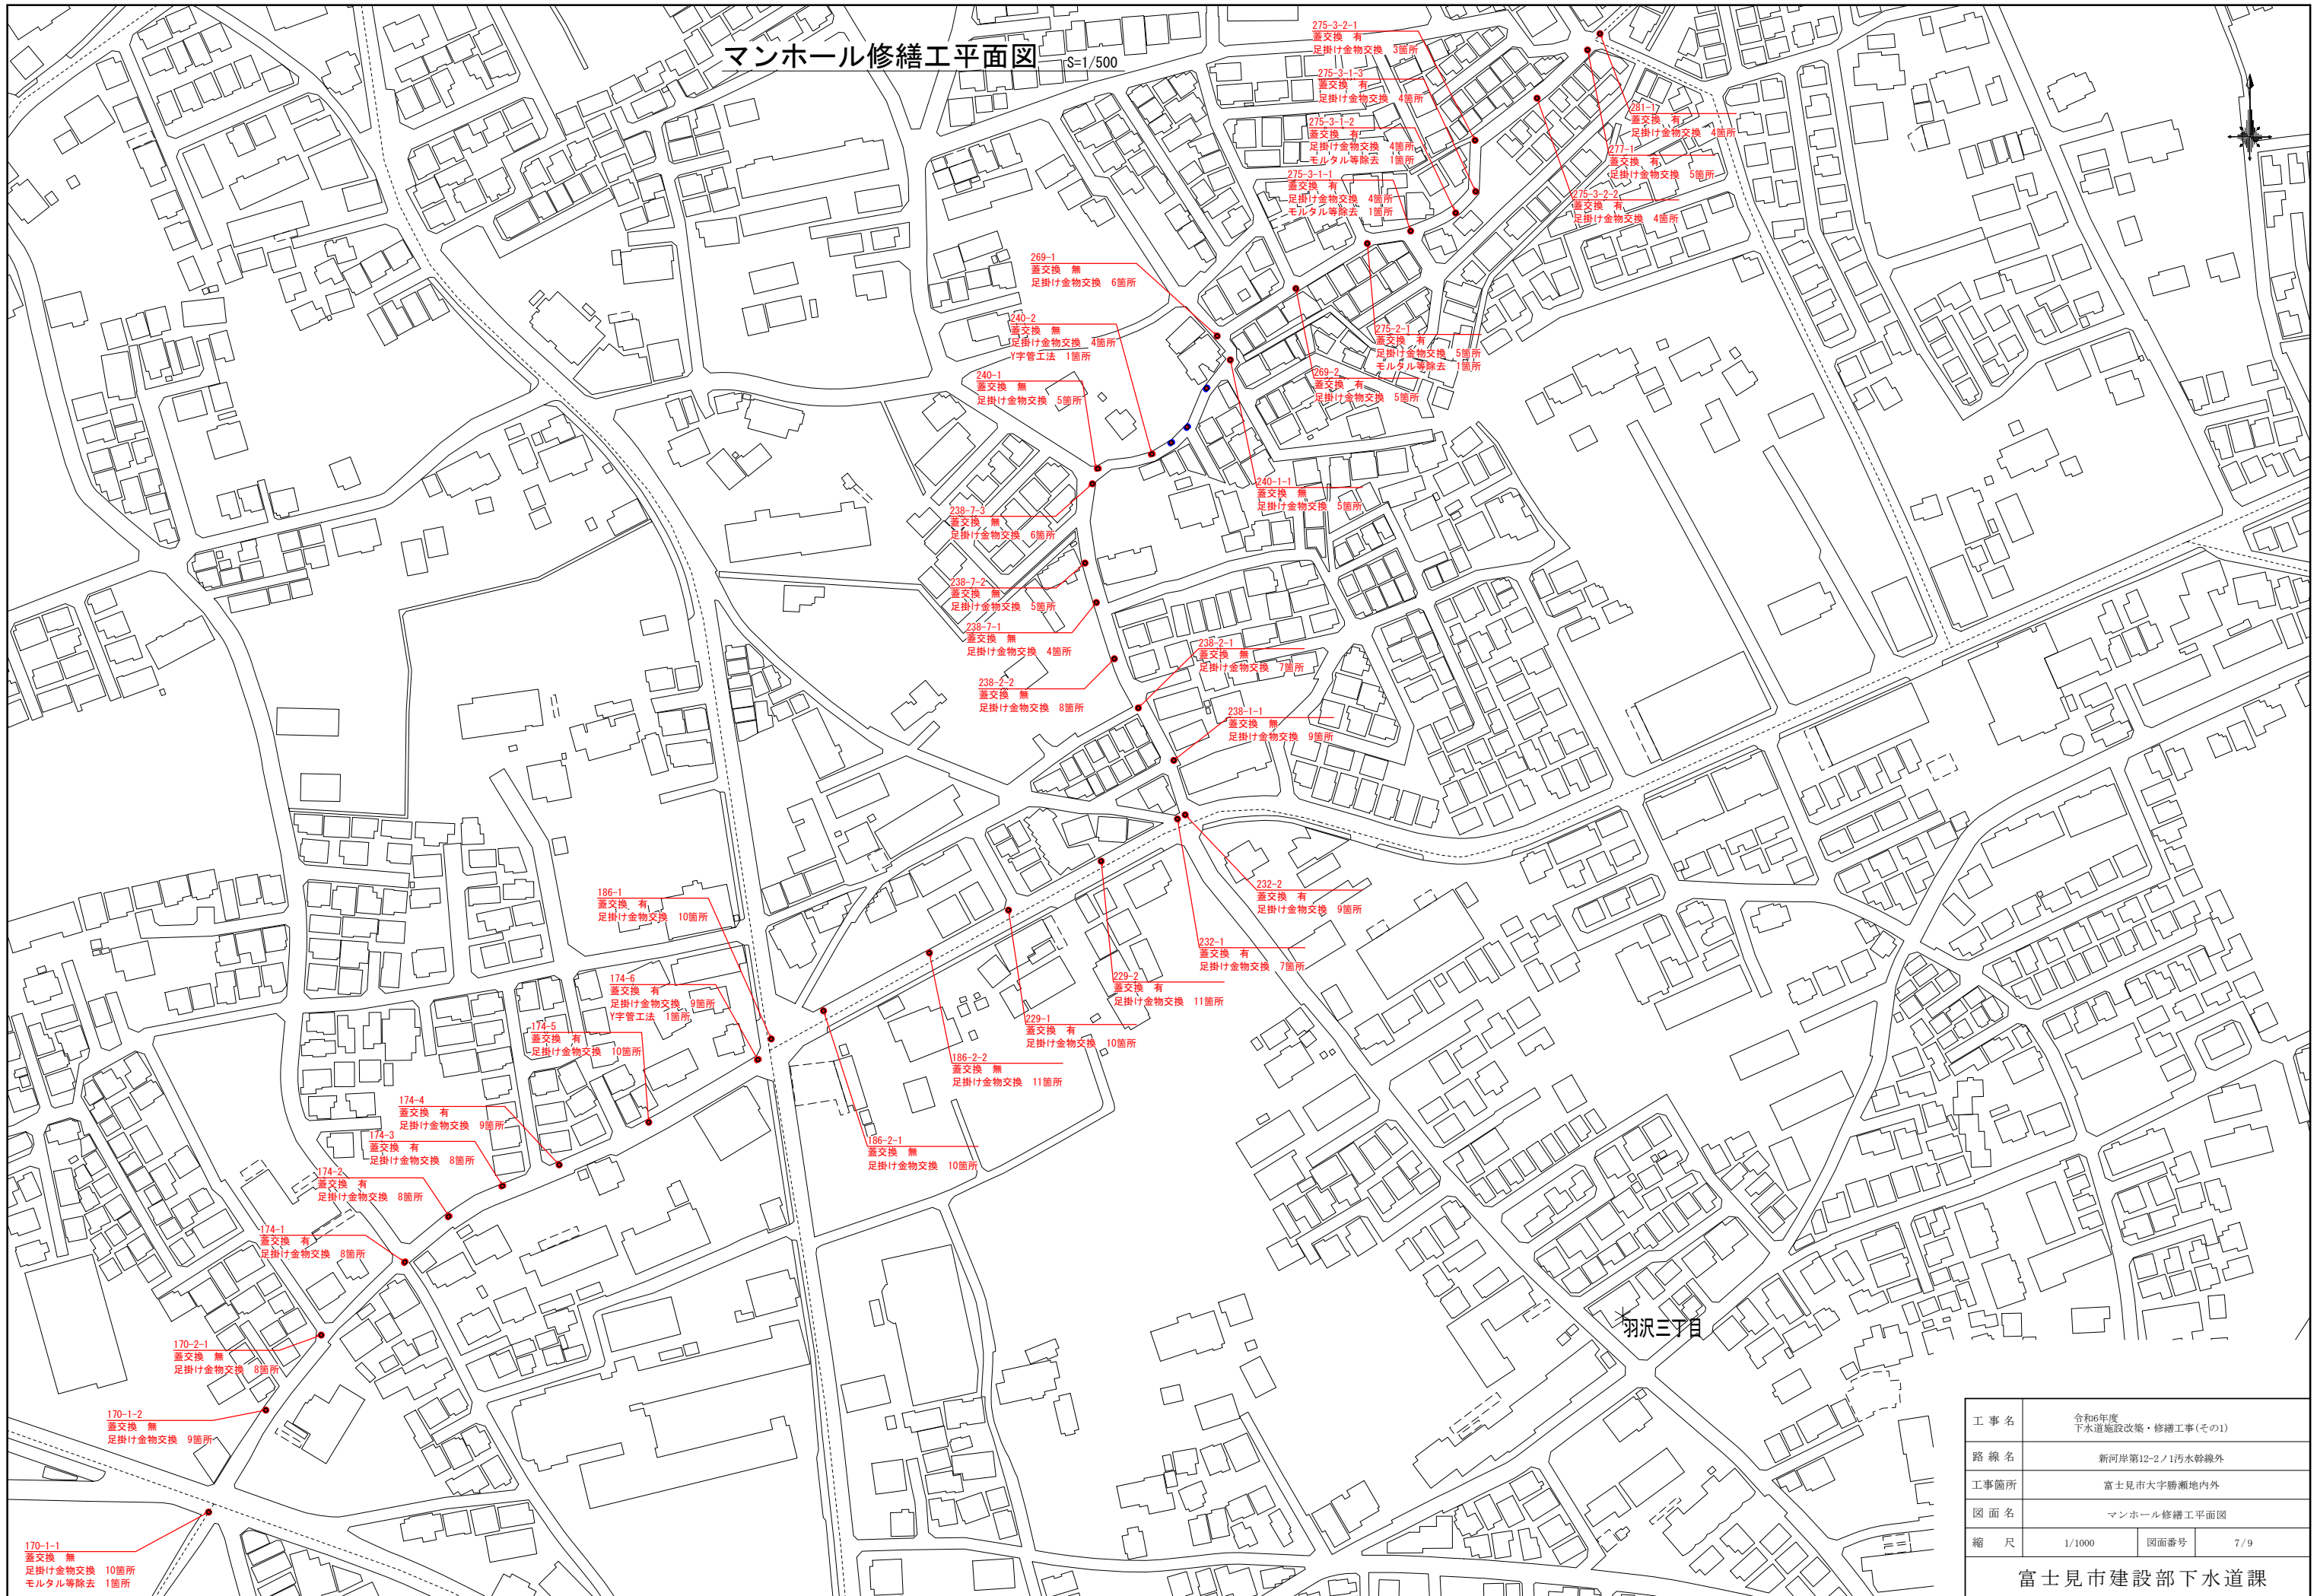 マンホール修繕工平面図 S=1/500
275-3-2-1
蓋交換 有
足掛け金物交換 3箇所
275-3-1-3
蓋交換 有
足掛け金物交換 4箇所
275-3-1-2
蓋交換 有
足掛け金物交換 4箇所
モルタル等除去 1箇所
275-3-1-1
蓋交換 有
足掛け金物交換 4箇所
モルタル等除去 1箇所
281-1
蓋交換 有
足掛け金物交換 4箇所
277-1
蓋交換 有
足掛け金物交換 5箇所
275-3-2-2
蓋交換 有
足掛け金物交換 4箇所
269-1
蓋交換 無
足掛け金物交換 6箇所
240-2
蓋交換 無
足掛け金物交換 4箇所
Y字管工法 1箇所
240-1
蓋交換 無
足掛け金物交換 5箇所
275-2-1
蓋交換 有
足掛け金物交換 5箇所
モルタル等除去 1箇所
269-2
蓋交換 有
足掛け金物交換 5箇所
240-1-1
蓋交換 無
足掛け金物交換 5箇所
238-7-3
蓋交換 無
足掛け金物交換 6箇所
238-7-2
蓋交換 無
足掛け金物交換 5箇所
238-7-1
蓋交換 無
足掛け金物交換 4箇所
238-2-2
蓋交換 無
足掛け金物交換 8箇所
238-2-1
蓋交換 無
足掛け金物交換 7箇所
238-1-1
蓋交換 無
足掛け金物交換 9箇所
232-2
蓋交換 有
足掛け金物交換 9箇所
232-1
蓋交換 有
足掛け金物交換 7箇所
229-2
蓋交換 有
足掛け金物交換 11箇所
229-1
蓋交換 有
足掛け金物交換 10箇所
186-2-2
蓋交換 無
足掛け金物交換 11箇所
186-2-1
蓋交換 無
足掛け金物交換 10箇所
186-1
蓋交換 有
足掛け金物交換 10箇所
174-6
蓋交換 有
足掛け金物交換 9箇所
Y字管工法 1箇所
174-5
蓋交換 有
足掛け金物交換 10箇所
174-4
蓋交換 有
足掛け金物交換 9箇所
174-3
蓋交換 有
足掛け金物交換 8箇所
174-2
蓋交換 有
足掛け金物交換 8箇所
174-1
蓋交換 有
足掛け金物交換 8箇所
170-2-1
蓋交換 無
足掛け金物交換 8箇所
170-1-2
蓋交換 無
足掛け金物交換 9箇所
170-1-1
蓋交換 無
足掛け金物交換 10箇所
モルタル等除去 1箇所
羽沢三丁目
工事名 令和6年度
下水道施設改築・修繕工事(その1)
路線名 新河岸第12-2ノ1汚水幹線外
工事箇所 富士見市大字勝瀬地内外
図面名 マンホール修繕工平面図
縮尺 1/1000 図面番号 7/9
富士見市建設部下水道課